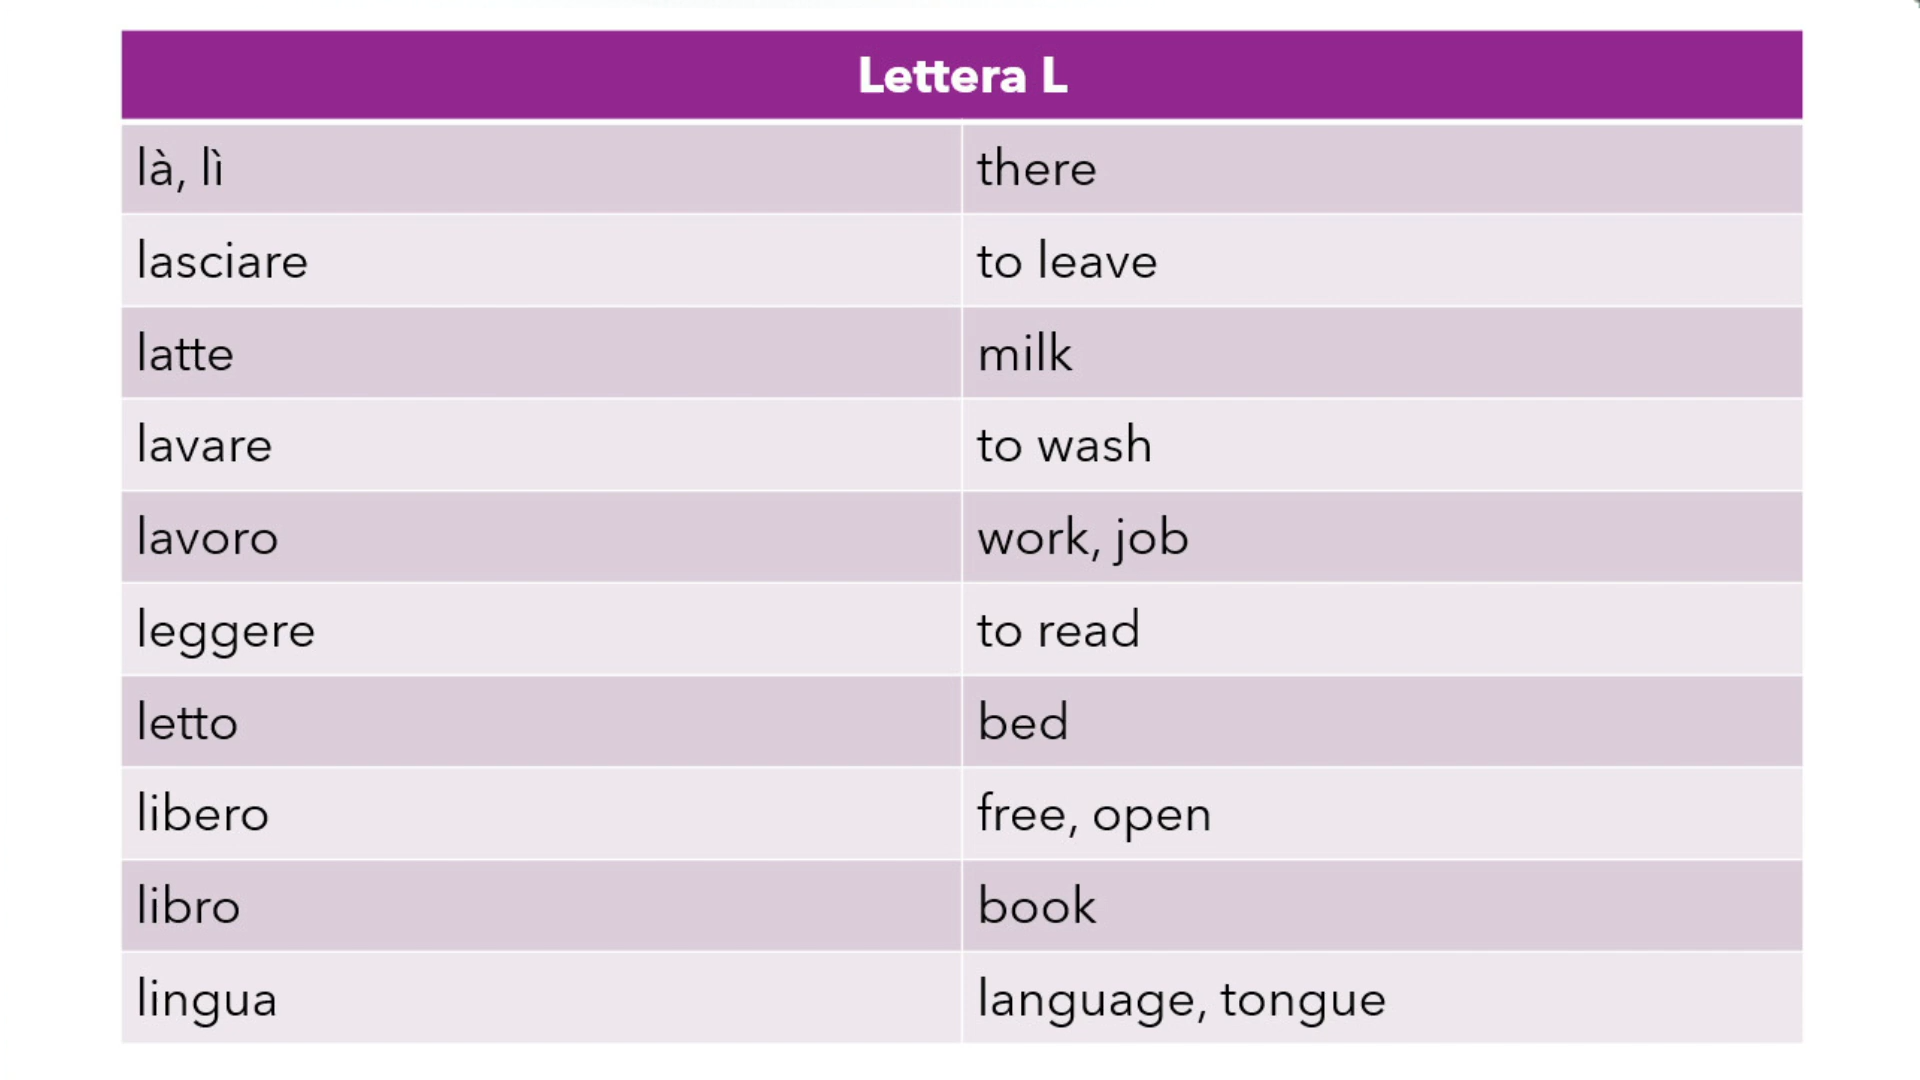 Lettera L
là, lì there
lasciare to leave
latte milk
lavare to wash
lavoro work, job
leggere to read
letto bed
libero free, open
libro book
lingua language, tongue